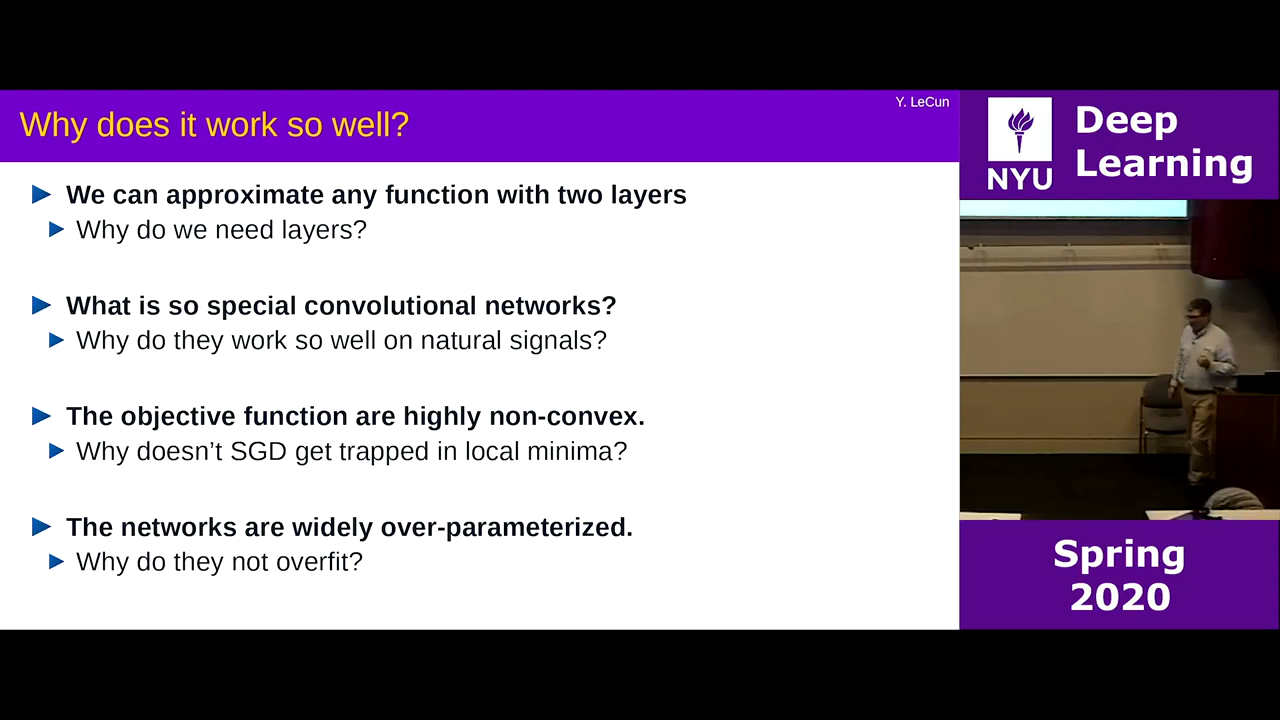 Y. LeCun
Why does it work so well?
We can approximate any function with two layers
Why do we need layers?
What is so special convolutional networks?
Why do they work so well on natural signals?
The objective function are highly non-convex.
Why doesn’t SGD get trapped in local minima?
The networks are widely over-parameterized.
Why do they not overfit?
NYU
Deep
Learning
Spring
2020